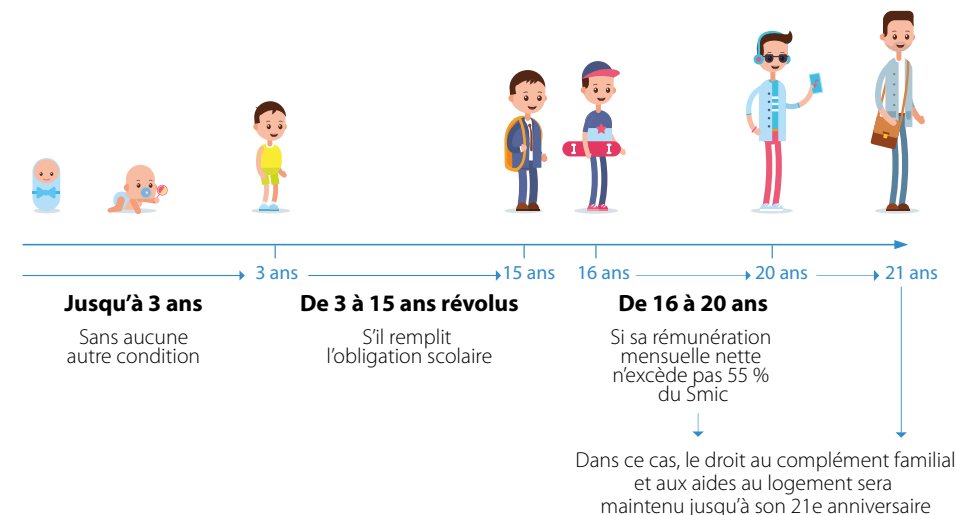 3 ans
15 ans
16 ans
20 ans
21 ans
Jusqu'à 3 ans
Sans aucune
autre condition
De 3 à 15 ans révolus
S'il remplit
l'obligation scolaire
De 16 à 20 ans
Si sa rémunération
mensuelle nette
n'excède pas 55 %
du Smic
Dans ce cas, le droit au complément familial
et aux aides au logement sera
maintenu jusqu'à son 21e anniversaire